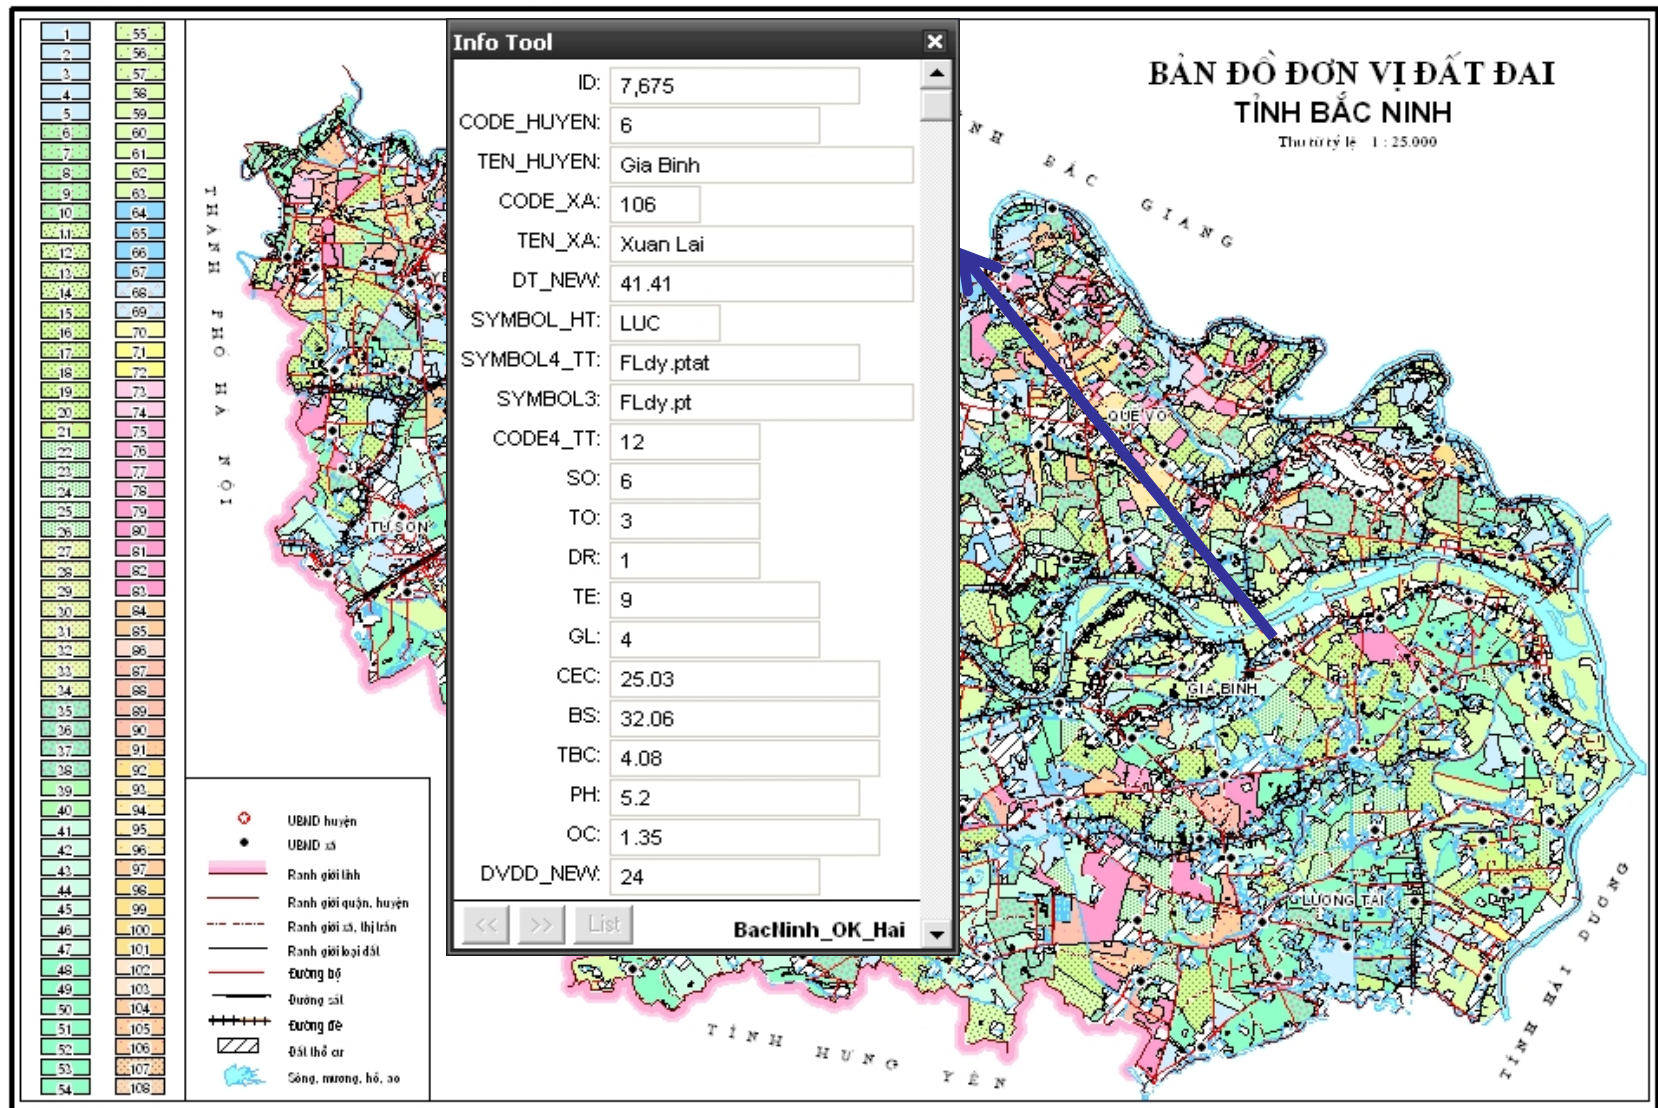 BẢN ĐỒ ĐƠN VỊ ĐẤT ĐAI
TỈNH BẮC NINH
Thu từ tỷ lệ 1 : 25.000
Info Tool
ID: 7,675
CODE_HUYEN: 6
TEN_HUYEN: Gia Binh
CODE_XA: 106
TEN_XA: Xuan Lai
DT_NEW: 41.41
SYMBOL_HT: LUC
SYMBOL4_TT: FLdy.ptat
SYMBOL3: FLdy.pt
CODE4_TT: 12
SO: 6
TO: 3
DR: 1
TE: 9
GL: 4
CEC: 25.03
BS: 32.06
TBC: 4.08
PH: 5.2
OC: 1.35
DVDD_NEW: 24
<< >> List BacNinh_OK_Hai
1 55
2 56
3 57
4 58
5 59
6 60
7 61
8 62
9 63
10 64
11 65
12 66
13 67
14 68
15 69
16 70
17 71
18 72
19 73
20 74
21 75
22 76
23 77
24 78
25 79
26 80
27 81
28 82
29 83
30 84
31 85
32 86
33 87
34 88
35 89
36 90
37 91
38 92
39 93
40 94
41 95
42 96
43 97
44 98
45 99
46 100
47 101
48 102
49 103
50 104
51 105
52 106
53 107
54 108
THÀNH PHỐ HÀ NỘI
NH BẮC GIANG
QUẾ VÕ
TỪ SƠN
GIA BÌNH
LƯƠNG TÀI
TỈNH HƯNG YÊN
TỈNH HẢI DƯƠNG
UBND huyện
UBND xã
Ranh giới tỉnh
Ranh giới quận, huyện
Ranh giới xã, thị trấn
Ranh giới loại đất
Đường bộ
Đường sắt
Đường đê
Đất thổ cư
Sông, mương, hồ, ao